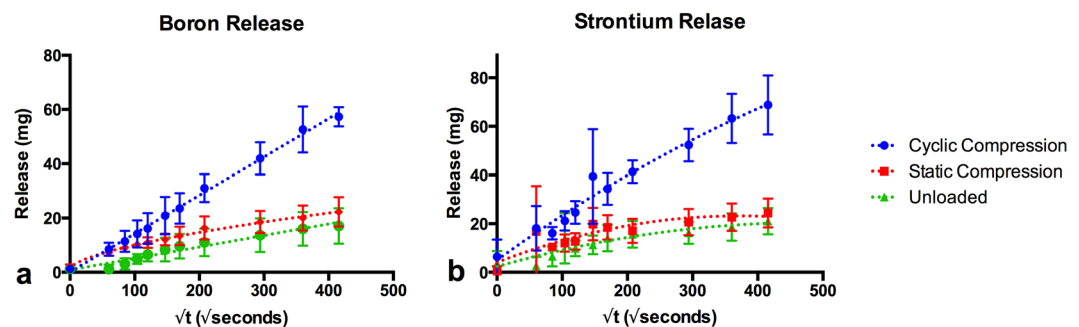 Boron Release
Strontium Relase
80
60
40
20
0
Release (mg)
0 100 200 300 400 500
√t (√seconds)
a
80
60
40
20
0
Release (mg)
0 100 200 300 400 500
√t (√seconds)
b
Cyclic Compression
Static Compression
Unloaded